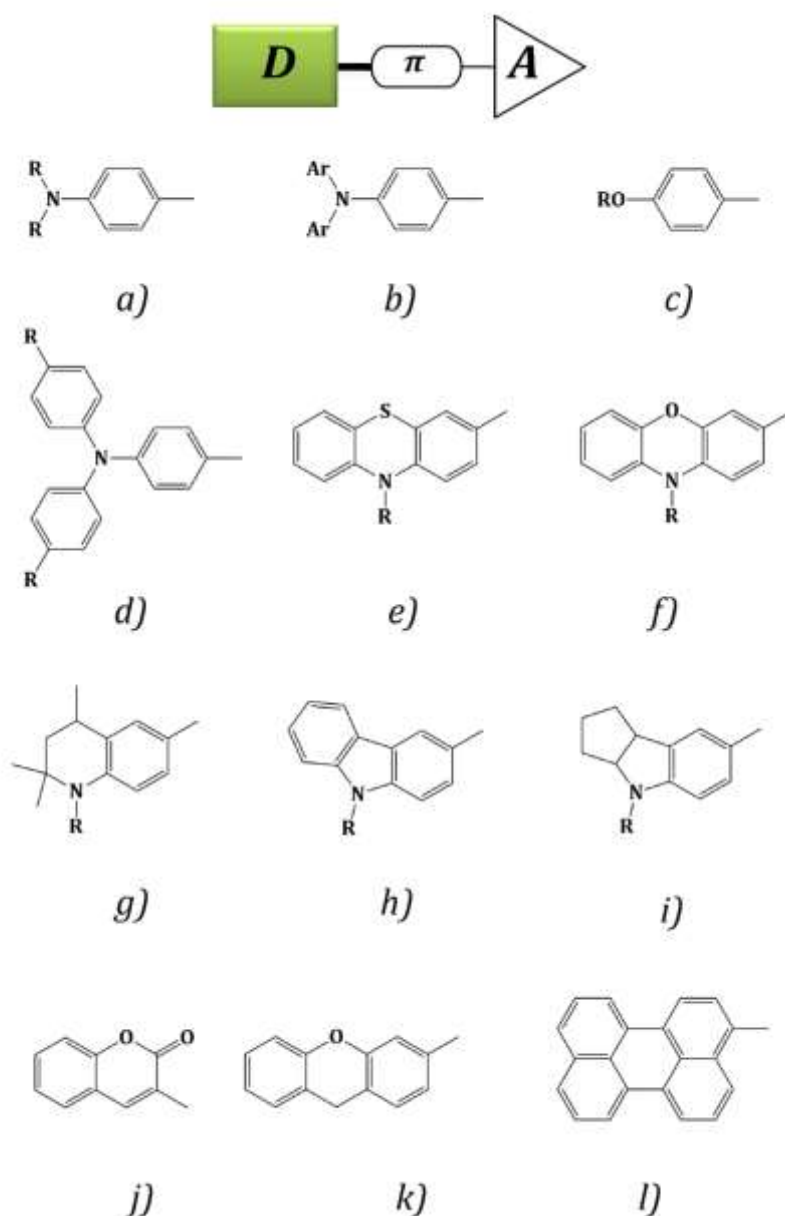 D π A
R Ar
N N RO
R Ar
a) b) c)
R
S O
N N N
R R
R
d) e) f)
N N N
R R R
g) h) i)
O O O
j) k) l)